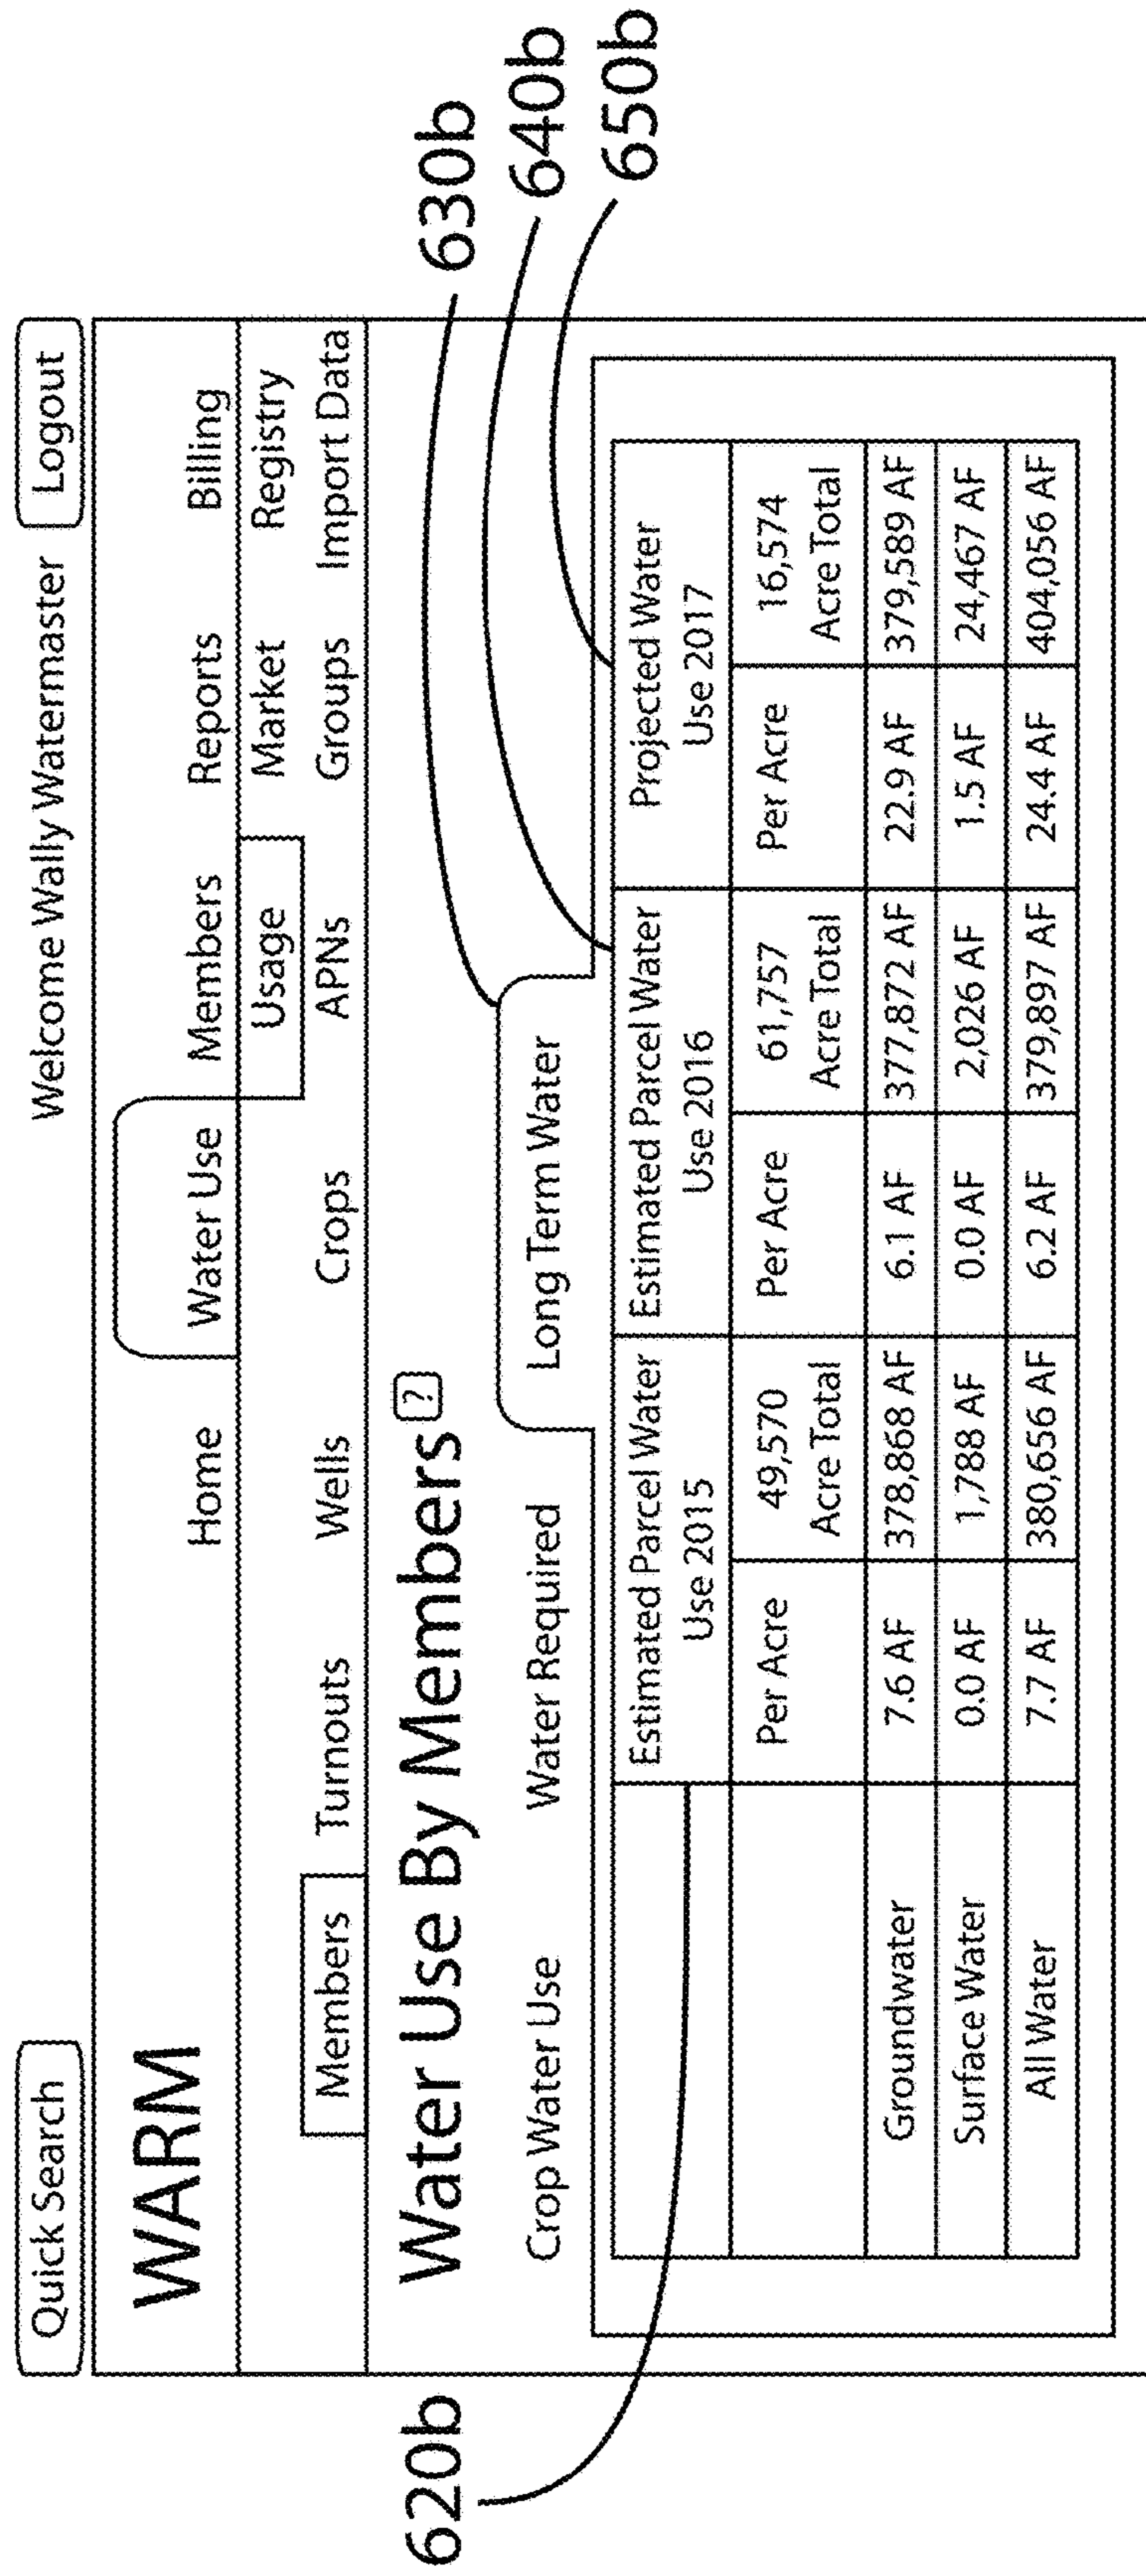 Quick Search Welcome Wally Watermaster Logout
WARM Home Water Use Members Reports Billing
Usage Market Registry
Members Turnouts Wells Crops APNs Groups Import Data
Water Use By Members ?
620b
630b
640b
650b
Crop Water Use Water Required Long Term Water
Estimated Parcel Water Estimated Parcel Water Projected Water
Use 2015 Use 2016 Use 2017
Per Acre 49,570 Per Acre 61,757 Per Acre 16,574
Acre Total Acre Total Acre Total
Groundwater 7.6 AF 378,868 AF 6.1 AF 377,872 AF 22.9 AF 379,589 AF
Surface Water 0.0 AF 1,788 AF 0.0 AF 2,026 AF 1.5 AF 24,467 AF
All Water 7.7 AF 380,656 AF 6.2 AF 379,897 AF 24.4 AF 404,056 AF